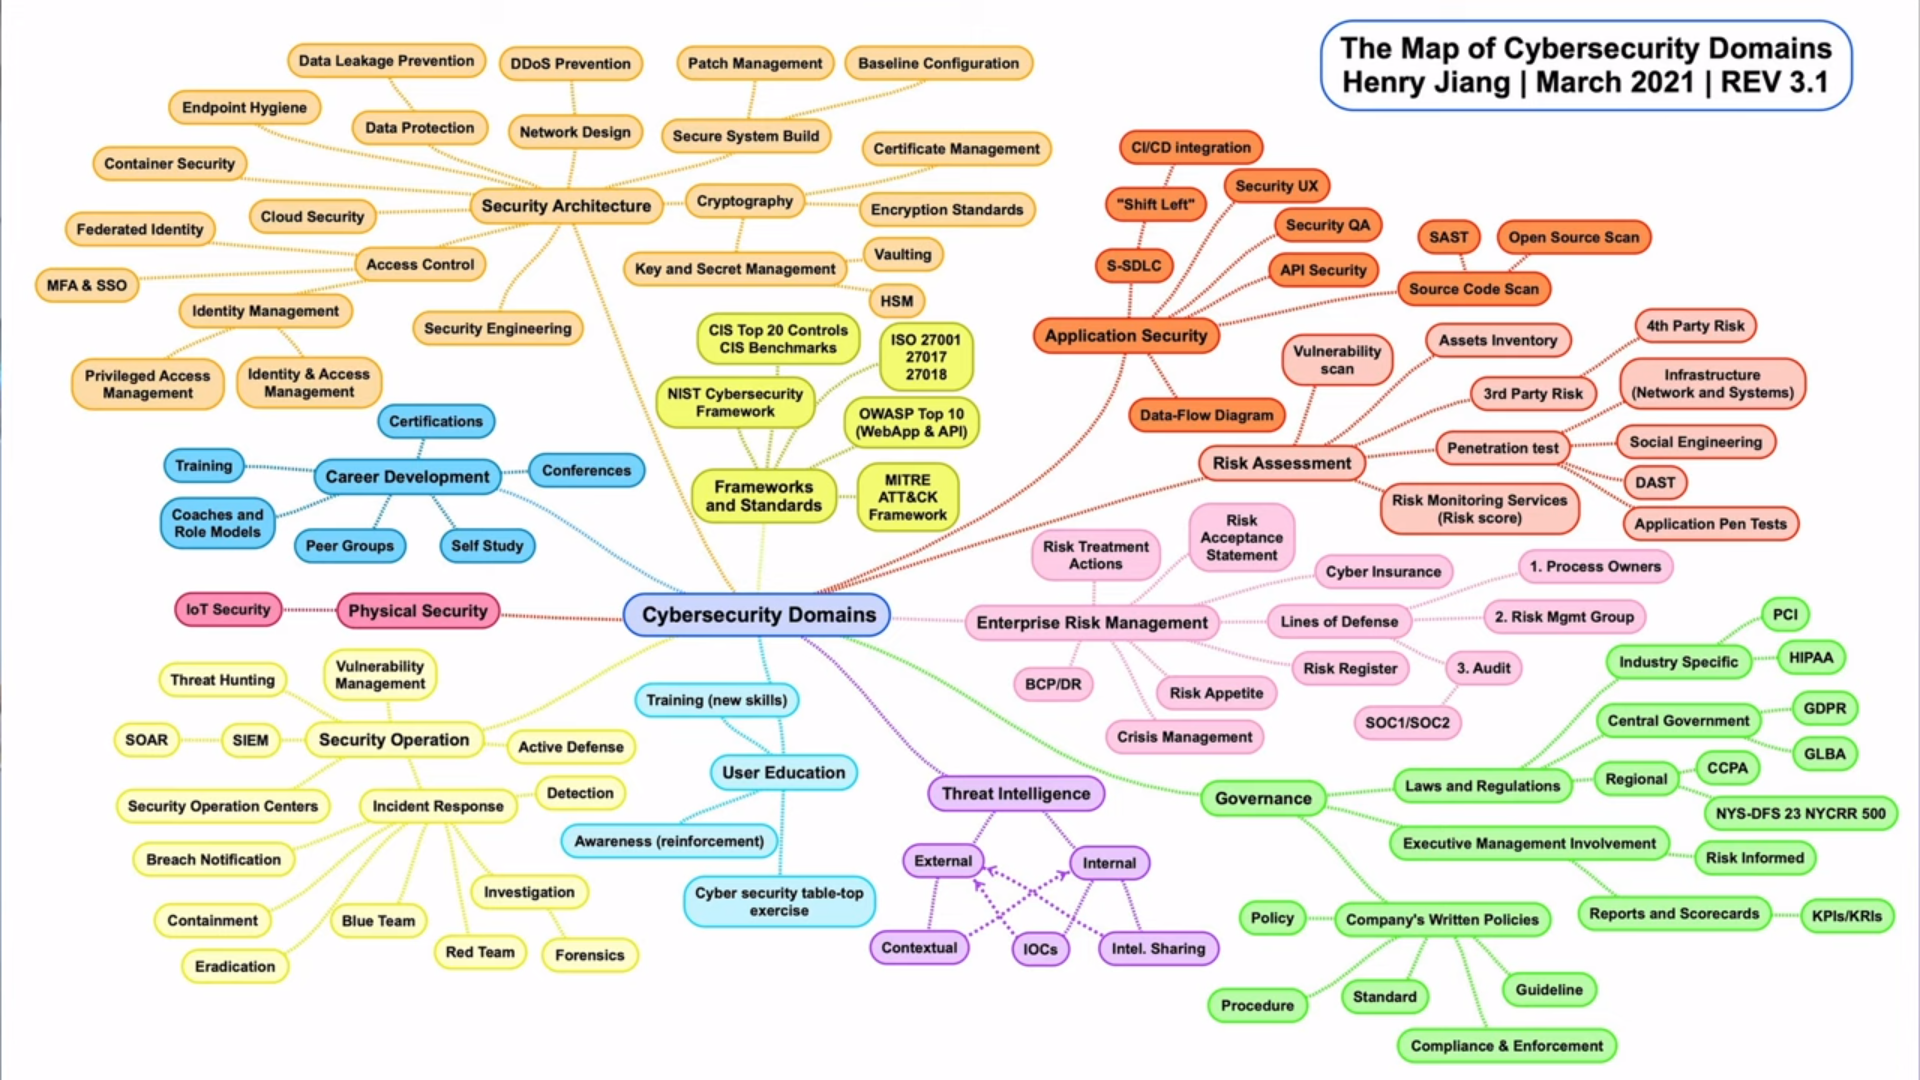 The Map of Cybersecurity Domains
Henry Jiang | March 2021 | REV 3.1
Data Leakage Prevention
DDoS Prevention
Patch Management
Baseline Configuration
Endpoint Hygiene
Data Protection
Network Design
Secure System Build
Certificate Management
Container Security
Security Architecture
Cryptography
Encryption Standards
Cloud Security
Federated Identity
Access Control
Key and Secret Management
Vaulting
HSM
MFA & SSO
Identity Management
Security Engineering
Privileged Access
Management
Identity & Access
Management
CI/CD integration
"Shift Left"
Security UX
Security QA
S-SDLC
API Security
SAST
Open Source Scan
Source Code Scan
Application Security
Data-Flow Diagram
CIS Top 20 Controls
CIS Benchmarks
ISO 27001
27017
27018
NIST Cybersecurity
Framework
OWASP Top 10
(WebApp & API)
Frameworks
and Standards
MITRE
ATT&CK
Framework
Vulnerability
scan
Assets Inventory
4th Party Risk
3rd Party Risk
Infrastructure
(Network and Systems)
Risk Assessment
Penetration test
Social Engineering
DAST
Risk Monitoring Services
(Risk score)
Application Pen Tests
Certifications
Training
Career Development
Conferences
Coaches and
Role Models
Peer Groups
Self Study
IoT Security
Physical Security
Cybersecurity Domains
Risk Treatment
Actions
Risk
Acceptance
Statement
Cyber Insurance
1. Process Owners
Enterprise Risk Management
Lines of Defense
2. Risk Mgmt Group
BCP/DR
Risk Appetite
Risk Register
3. Audit
Crisis Management
SOC1/SOC2
Threat Hunting
Vulnerability
Management
SOAR
SIEM
Security Operation
Active Defense
Security Operation Centers
Incident Response
Detection
Breach Notification
Investigation
Containment
Blue Team
Eradication
Red Team
Forensics
Training (new skills)
User Education
Awareness (reinforcement)
Cyber security table-top
exercise
Threat Intelligence
External
Internal
Contextual
IOCs
Intel. Sharing
PCI
Industry Specific
HIPAA
Central Government
GDPR
GLBA
Governance
Laws and Regulations
Regional
CCPA
NYS-DFS 23 NYCRR 500
Executive Management Involvement
Risk Informed
Policy
Company's Written Policies
Reports and Scorecards
KPIs/KRIs
Procedure
Standard
Guideline
Compliance & Enforcement